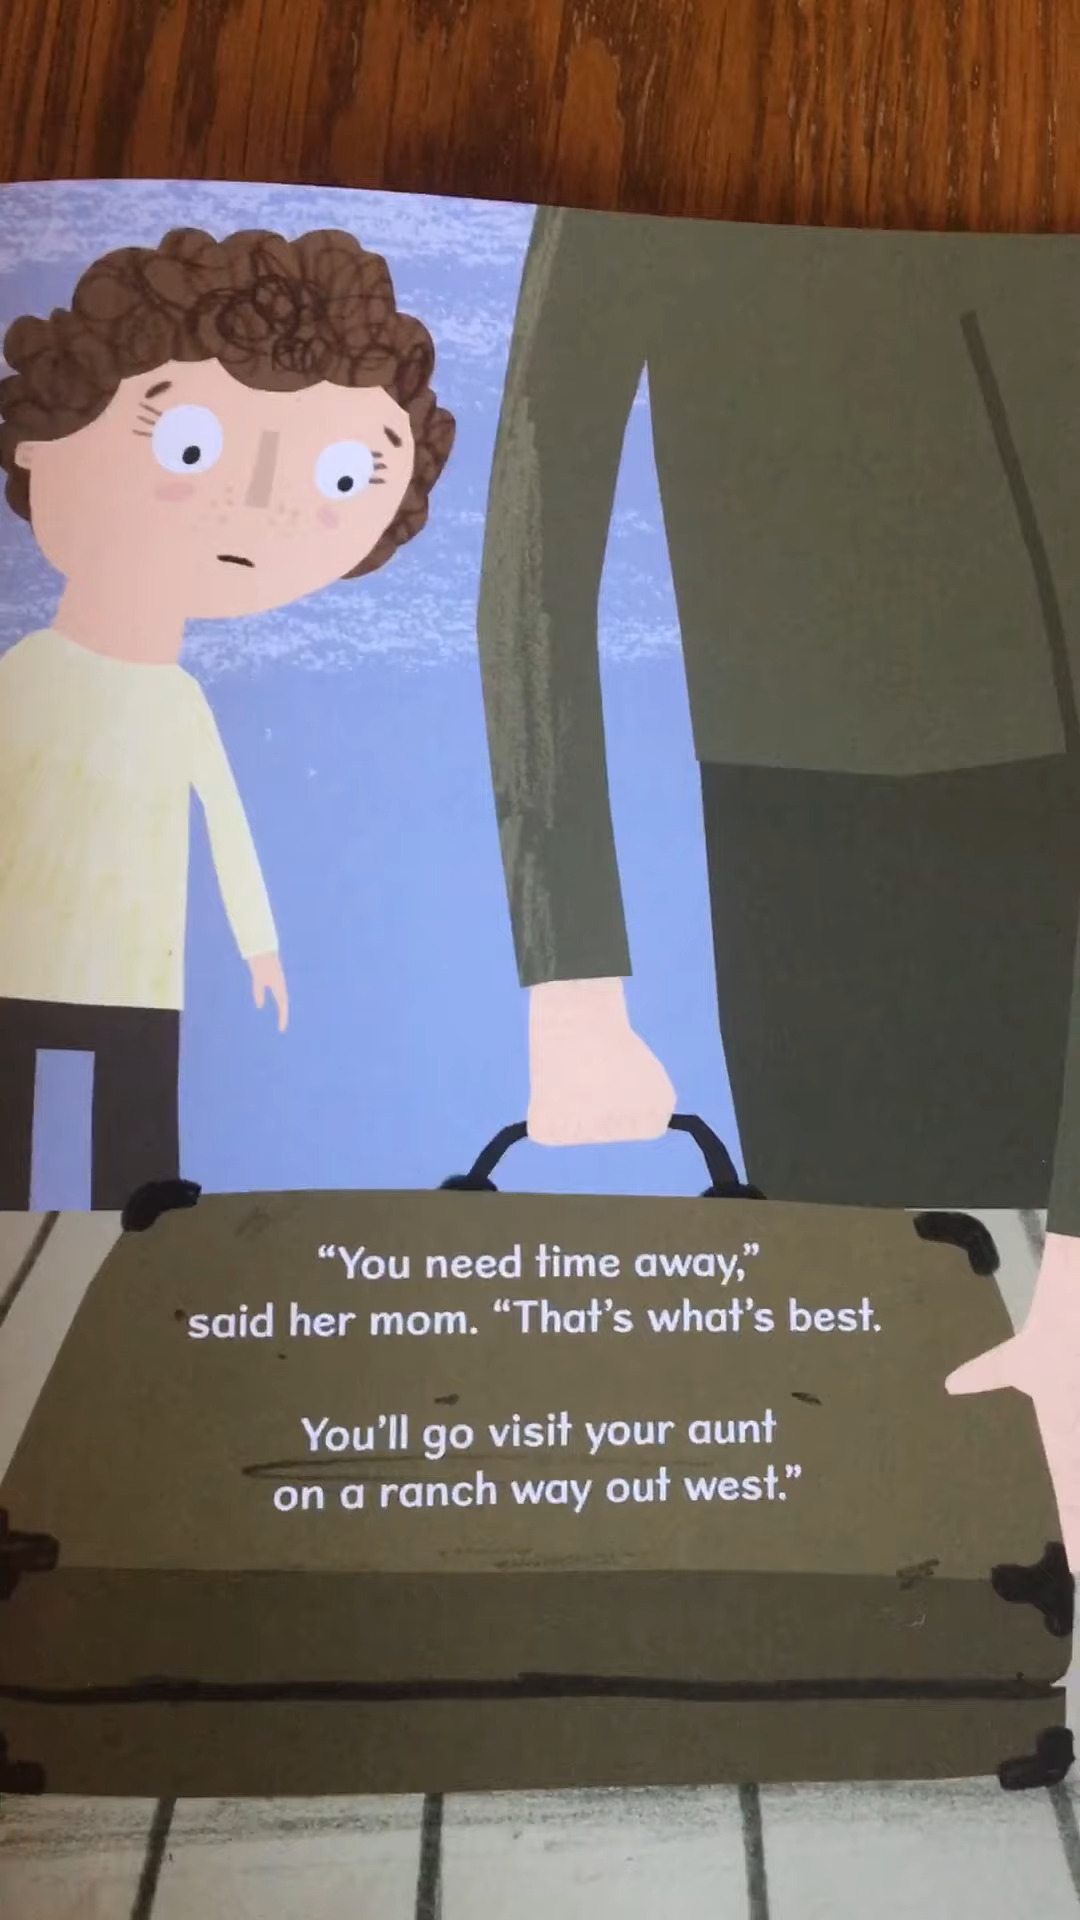 “You need time away,”
said her mom. “That’s what’s best.
You’ll go visit your aunt
on a ranch way out west.”